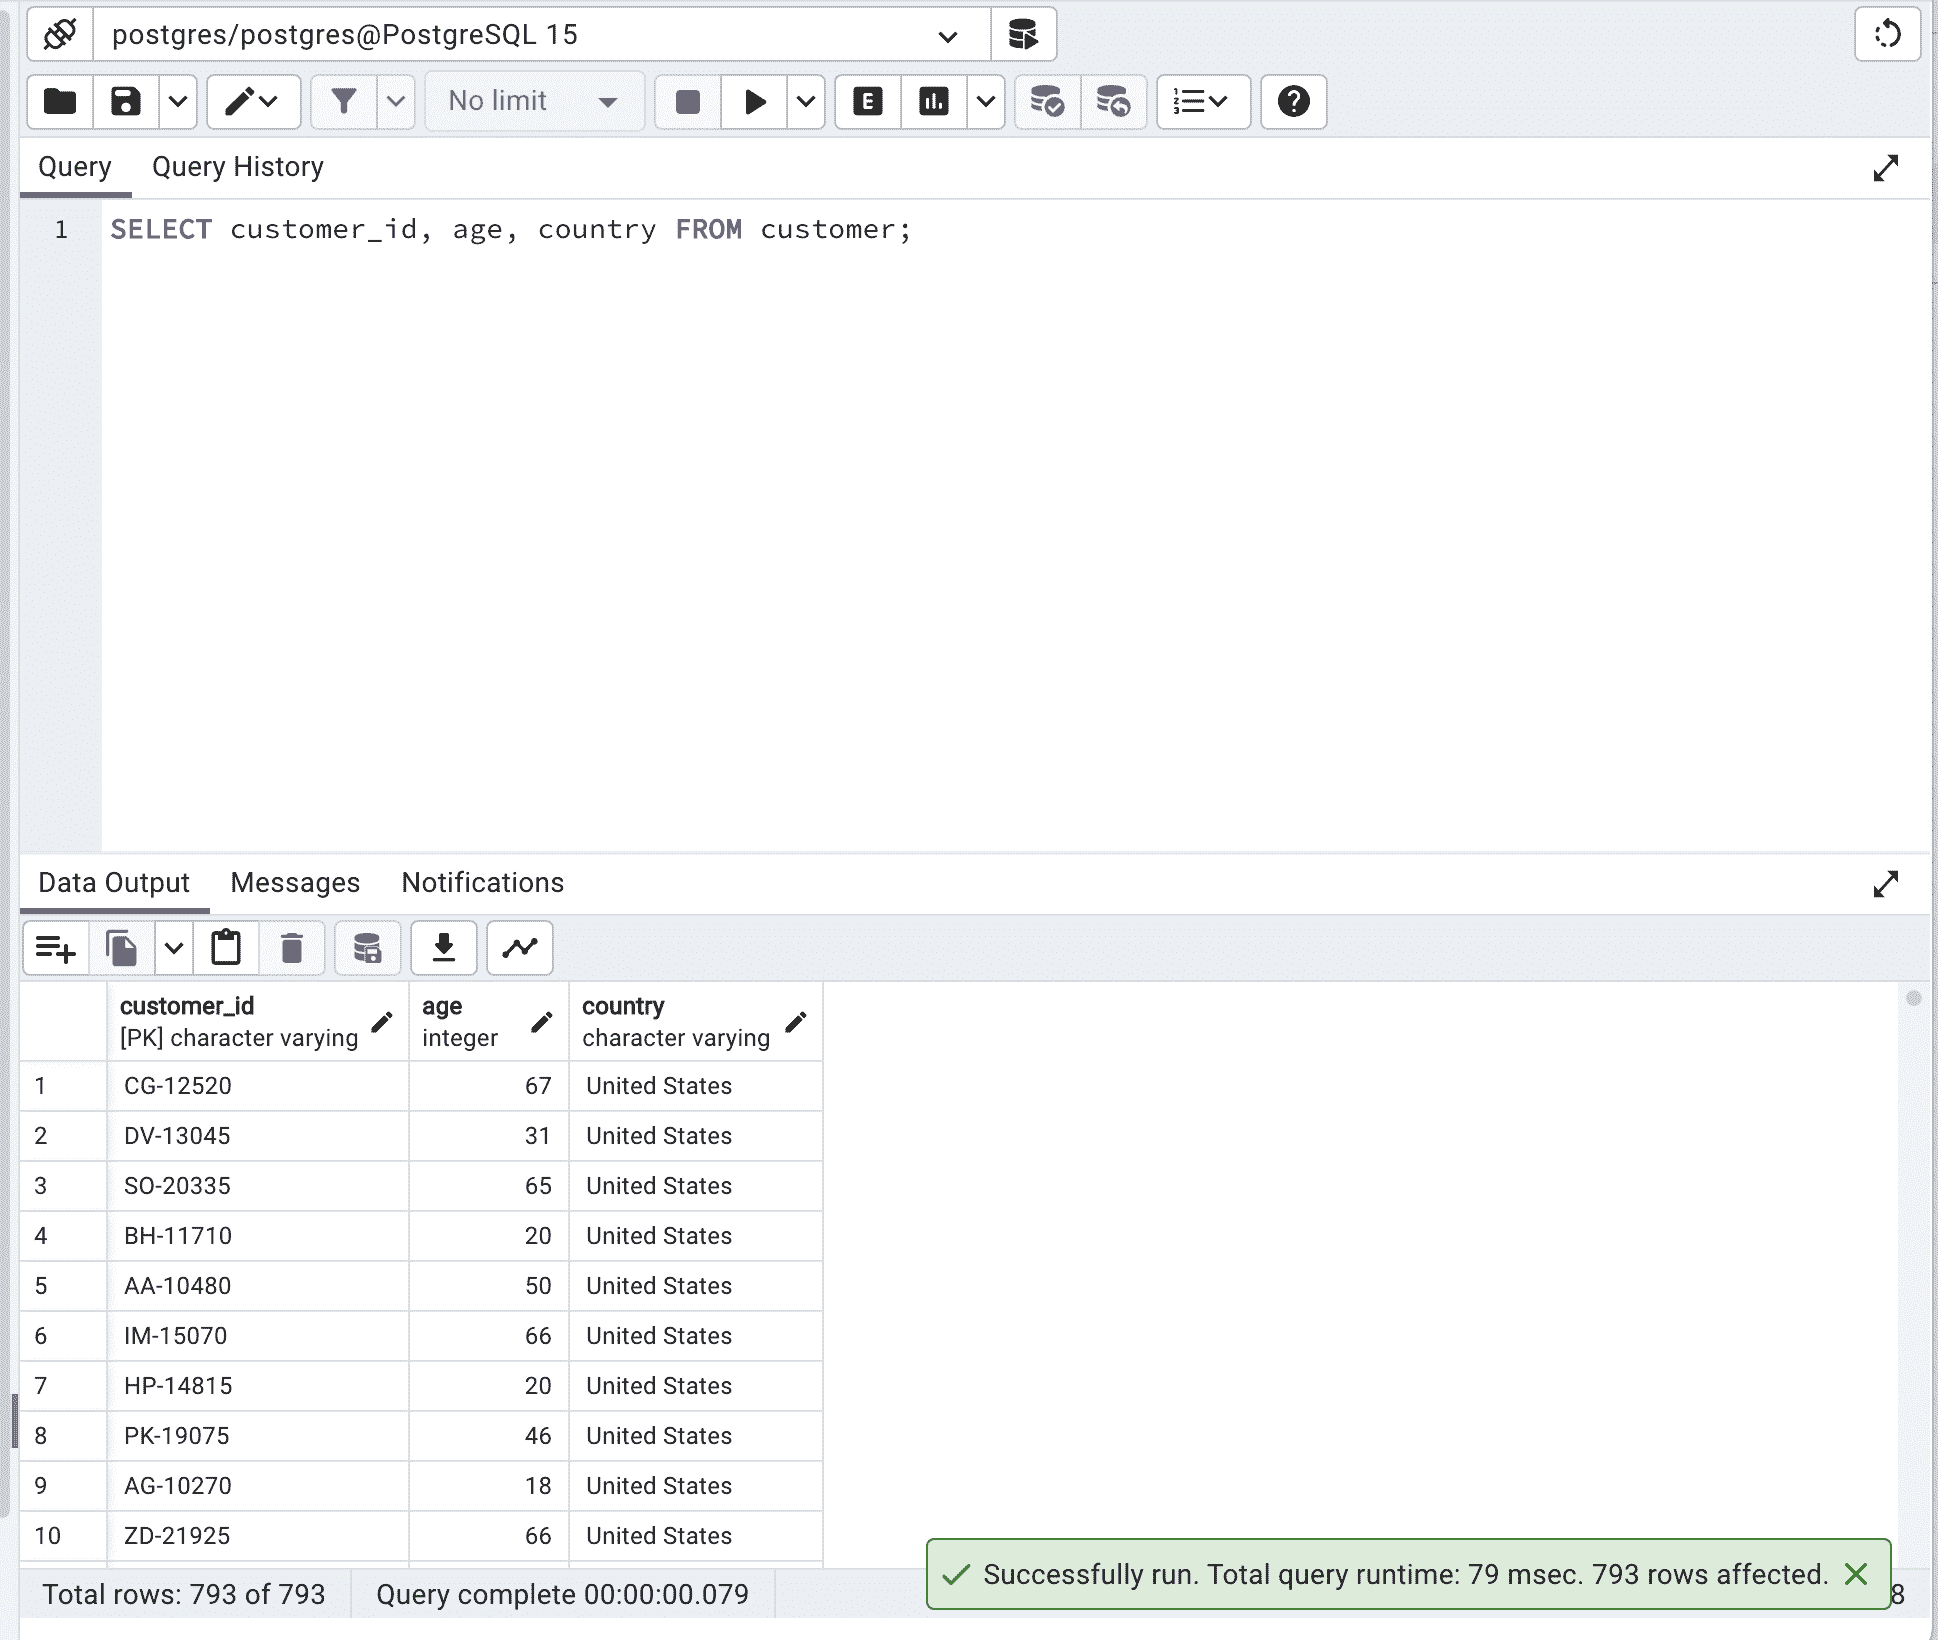 postgres/postgres@PostgreSQL 15
No limit
E
Query Query History
1 SELECT customer_id, age, country FROM customer;
Data Output Messages Notifications
customer_id age country
[PK] character varying integer character varying
1 CG-12520 67 United States
2 DV-13045 31 United States
3 SO-20335 65 United States
4 BH-11710 20 United States
5 AA-10480 50 United States
6 IM-15070 66 United States
7 HP-14815 20 United States
8 PK-19075 46 United States
9 AG-10270 18 United States
10 ZD-21925 66 United States
Successfully run. Total query runtime: 79 msec. 793 rows affected.
Total rows: 793 of 793 Query complete 00:00:00.079 8